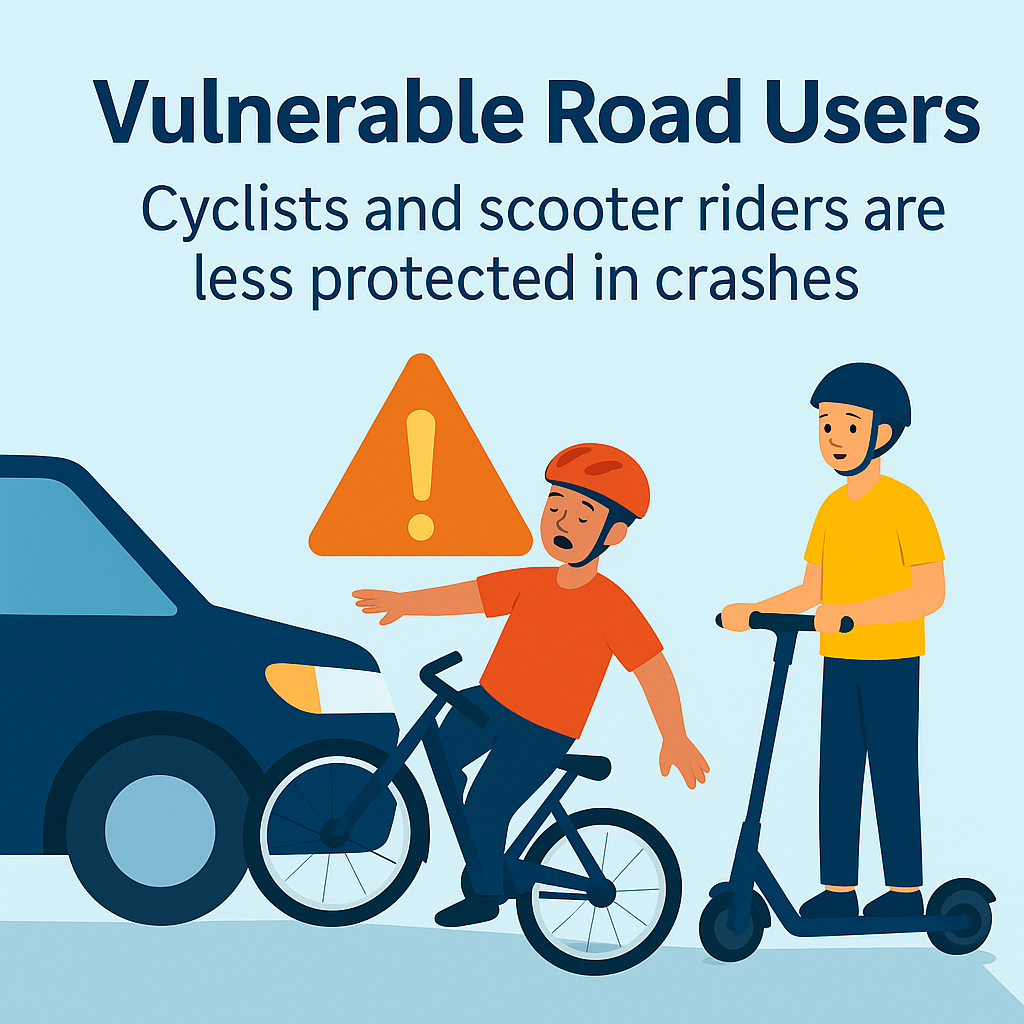 Vulnerable Road Users
Cyclists and scooter riders are
less protected in crashes